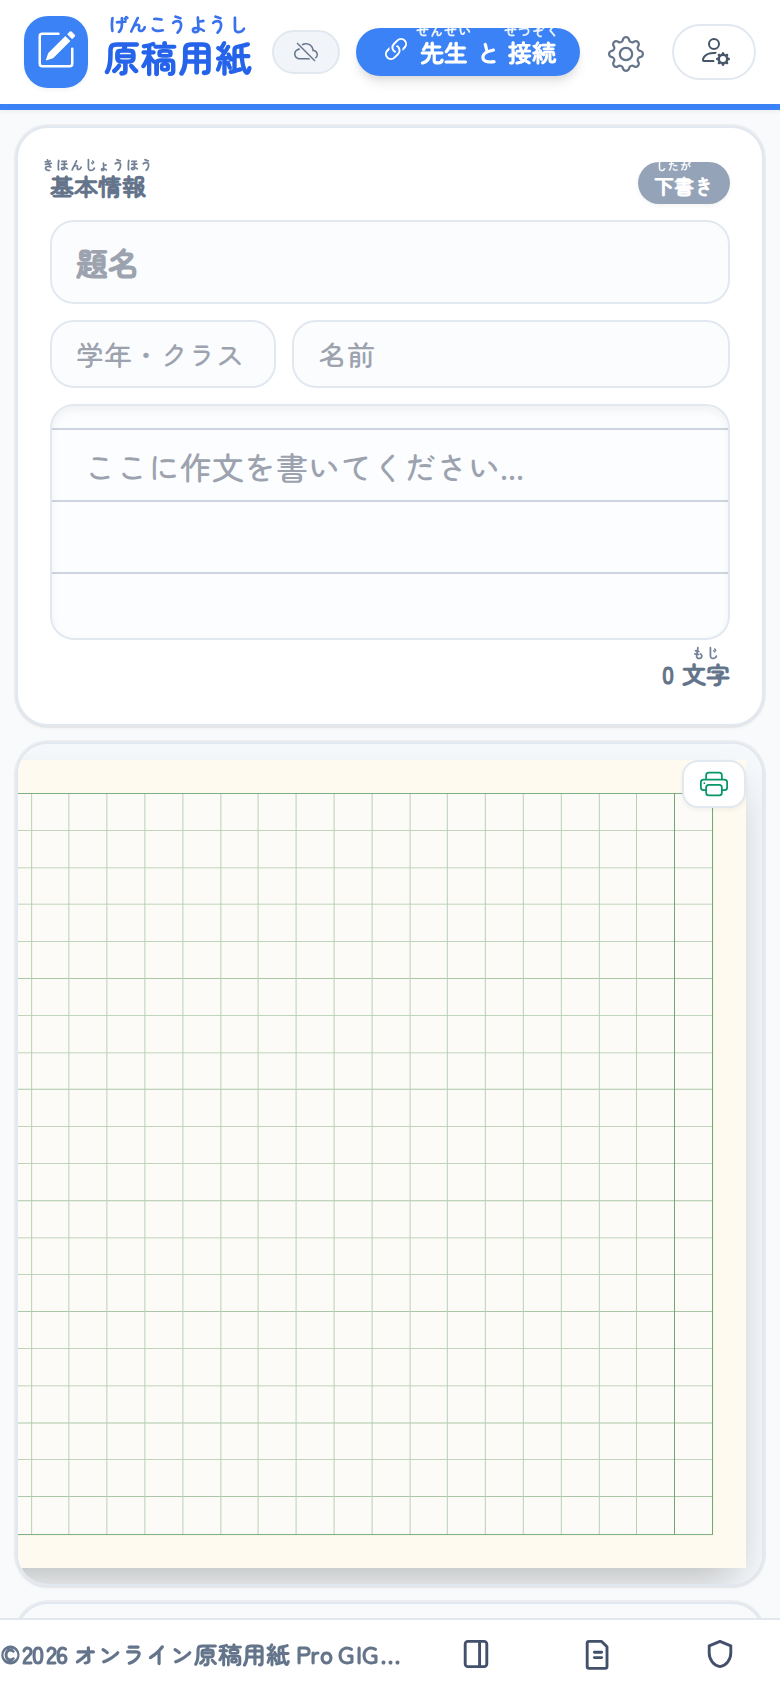 げんこうようし
原稿用紙
せんせい せつぞく
先生 と 接続
きほんじょうほう
基本情報
したが
下書き
題名
学年・クラス
名前
ここに作文を書いてください...
もじ
0 文字
©2026 オンライン原稿用紙 Pro GIG...